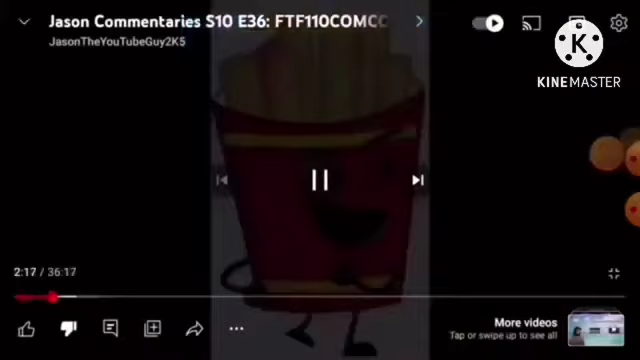 Jason Commentaries S10 E36: FTF110COMCC
JasonTheYouTubeGuy2K5
K
KINEMASTER
2:17 / 36:17
More videos
Tap or swipe up to see all